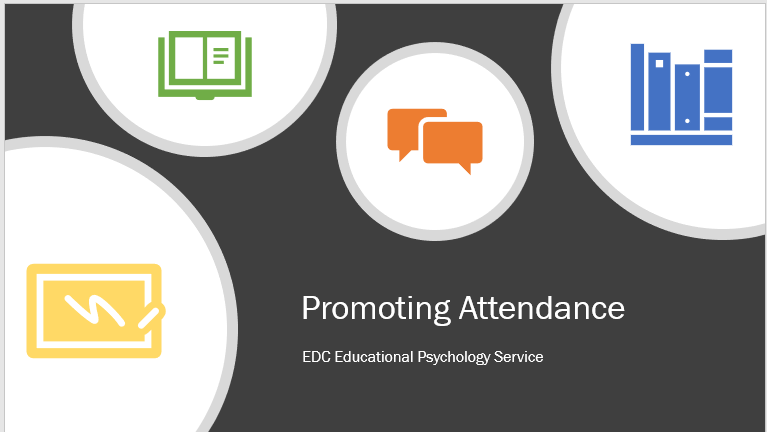 Promoting Attendance
EDC Educational Psychology Service